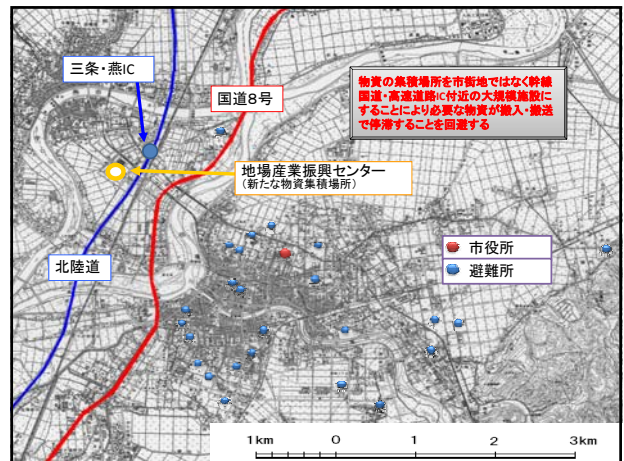 三条・燕IC
国道8号
物資の集積場所を市街地ではなく幹線
国道・高速道路IC付近の大規模施設に
することにより必要な物資が搬入・搬送
で停滞することを回避する
地場産業振興センター
(新たな物資集積場所)
北陸道
市役所
避難所
1km 0 1 2 3km